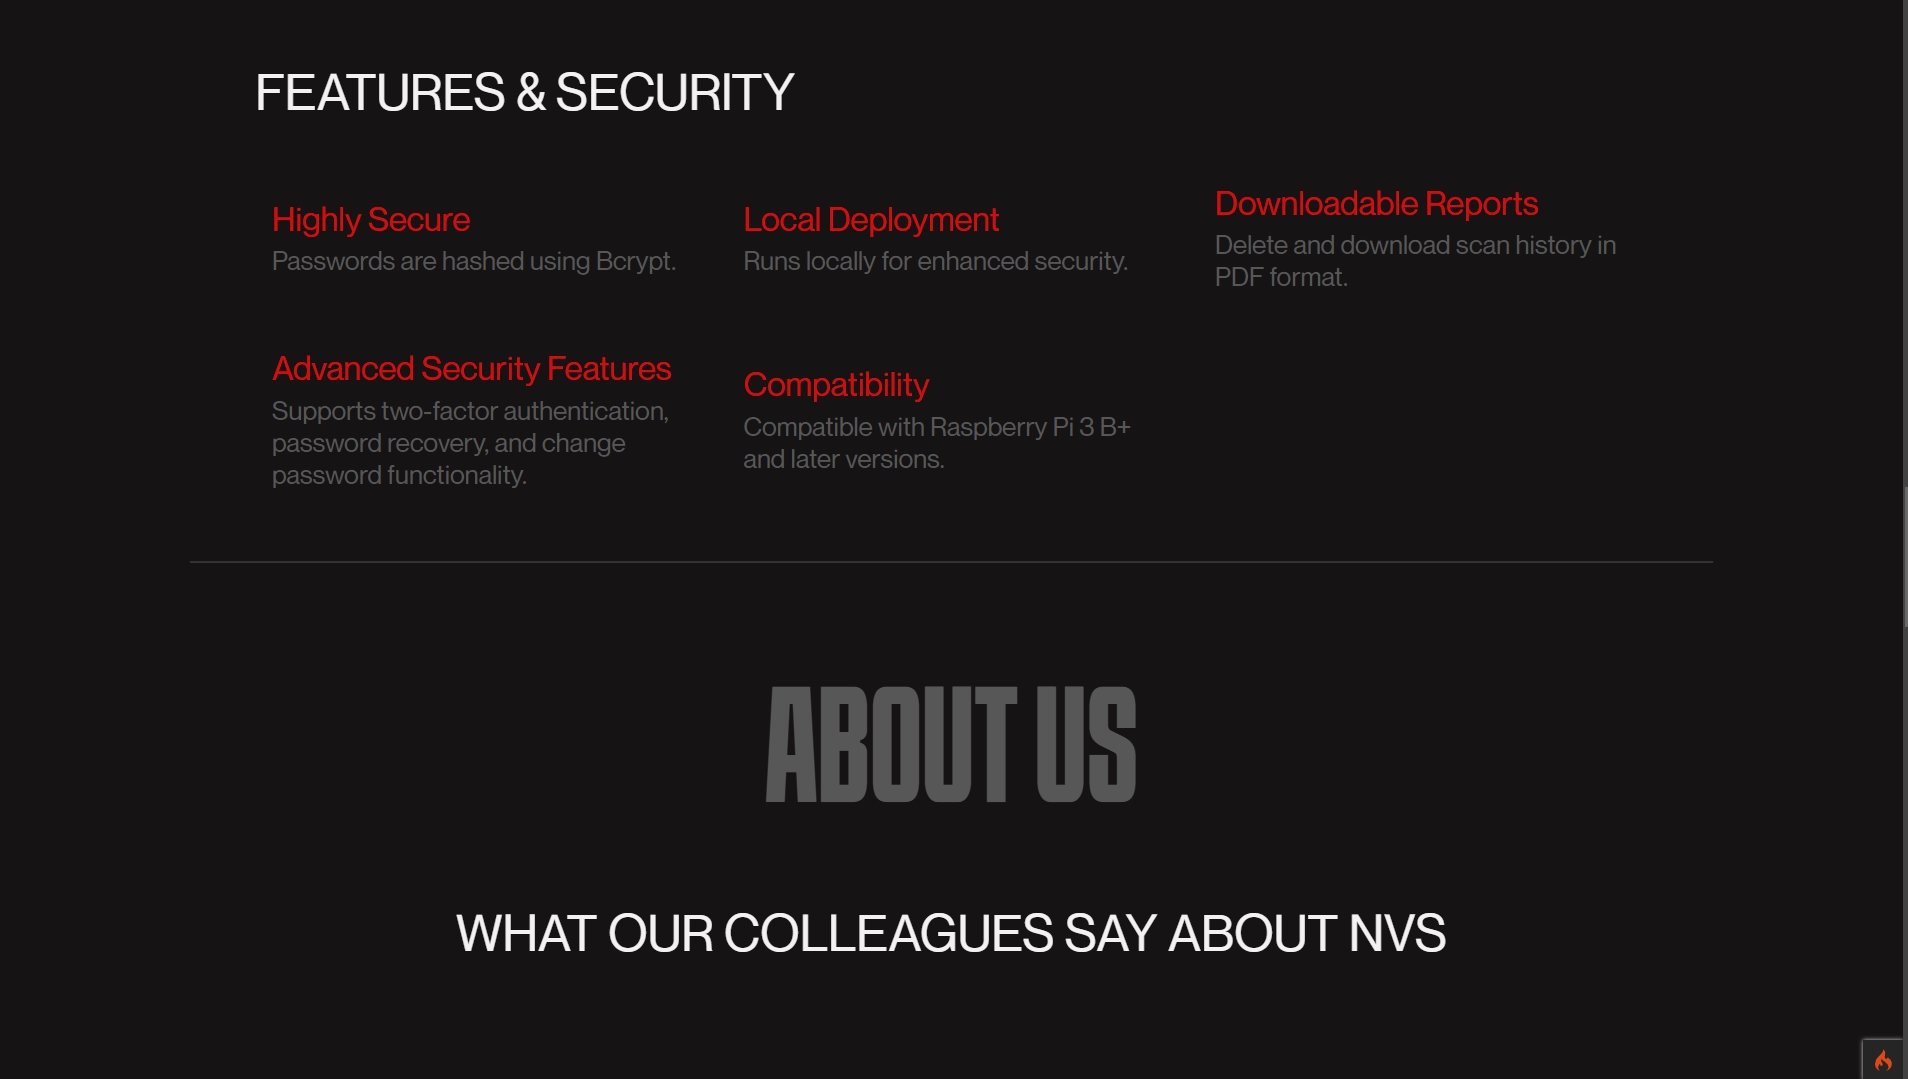 FEATURES & SECURITY
Highly Secure
Passwords are hashed using Bcrypt.
Local Deployment
Runs locally for enhanced security.
Downloadable Reports
Delete and download scan history in
PDF format.
Advanced Security Features
Supports two-factor authentication,
password recovery, and change
password functionality.
Compatibility
Compatible with Raspberry Pi 3 B+
and later versions.
ABOUT US
WHAT OUR COLLEAGUES SAY ABOUT NVS